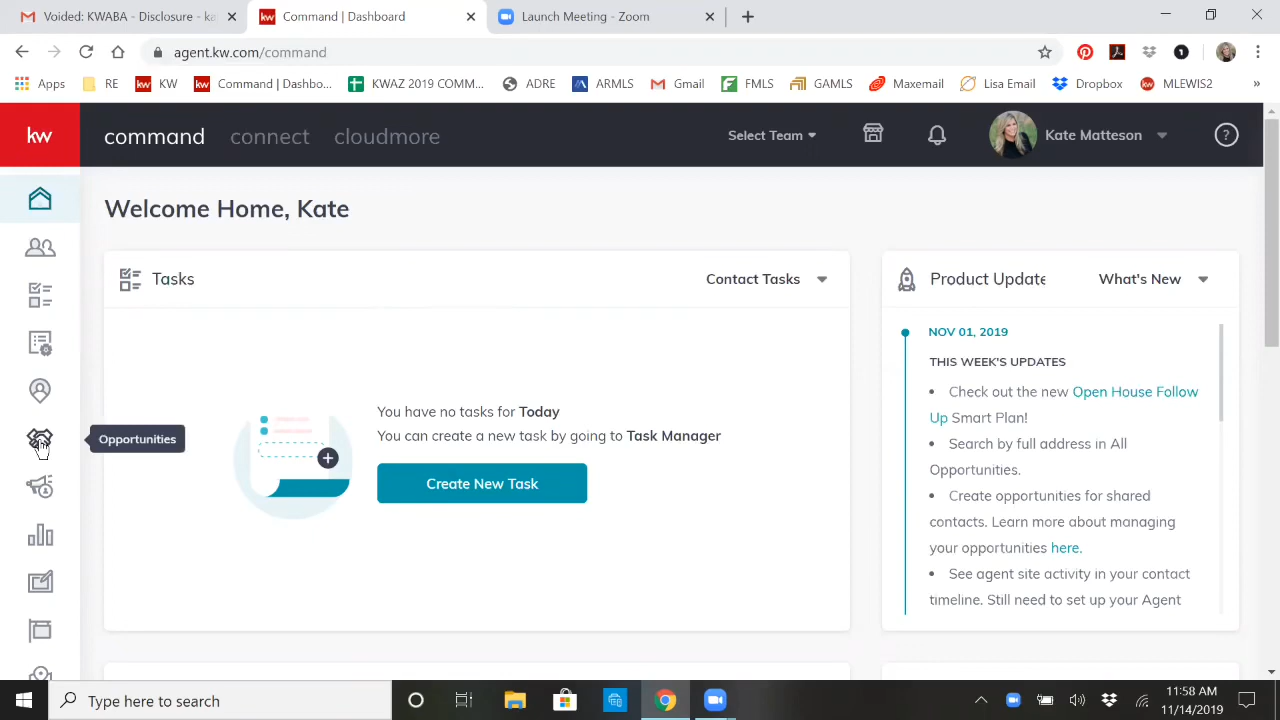 Voided: KWABA - Disclosure - ka
Command | Dashboard
Launch Meeting - Zoom
agent.kw.com/command
Apps
RE
kw KW
kw Command | Dashbo...
KWAZ 2019 COMM...
ADRE
ARMLS
Gmail
FMLS
GAMLS
Maxemail
Lisa Email
Dropbox
kw MLEWIS2
»
kw
command connect cloudmore
Select Team
Kate Matteson
?
Welcome Home, Kate
Tasks
Contact Tasks
You have no tasks for Today
You can create a new task by going to Task Manager
Create New Task
Product Update
What's New
NOV 01, 2019
THIS WEEK'S UPDATES
• Check out the new Open House Follow
Up Smart Plan!
• Search by full address in All
Opportunities.
• Create opportunities for shared
contacts. Learn more about managing
your opportunities here.
• See agent site activity in your contact
timeline. Still need to set up your Agent
Opportunities
Type here to search
11:58 AM
11/14/2019